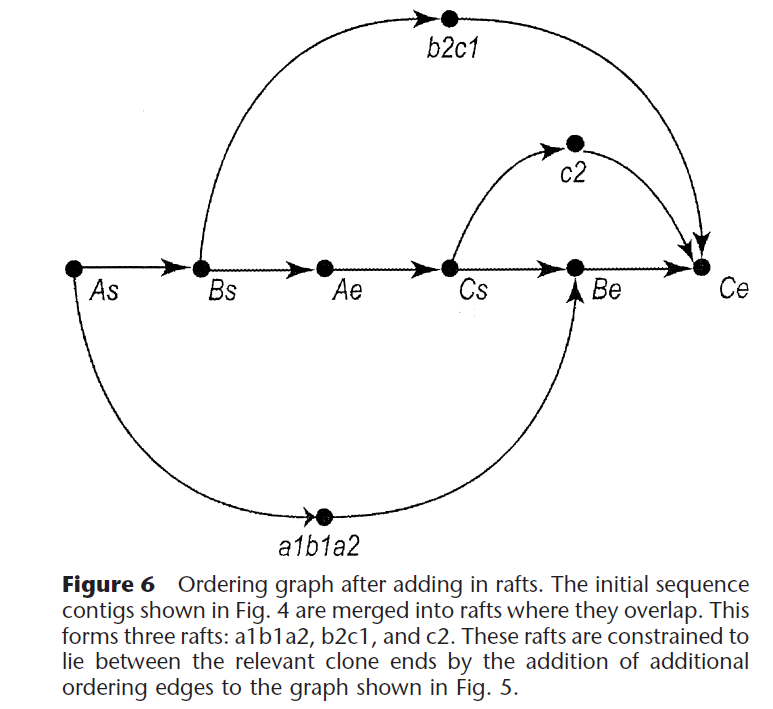 b2c1
c2
As Bs Ae Cs Be Ce
a1b1a2
Figure 6 Ordering graph after adding in rafts. The initial sequence
contigs shown in Fig. 4 are merged into rafts where they overlap. This
forms three rafts: a1b1a2, b2c1, and c2. These rafts are constrained to
lie between the relevant clone ends by the addition of additional
ordering edges to the graph shown in Fig. 5.